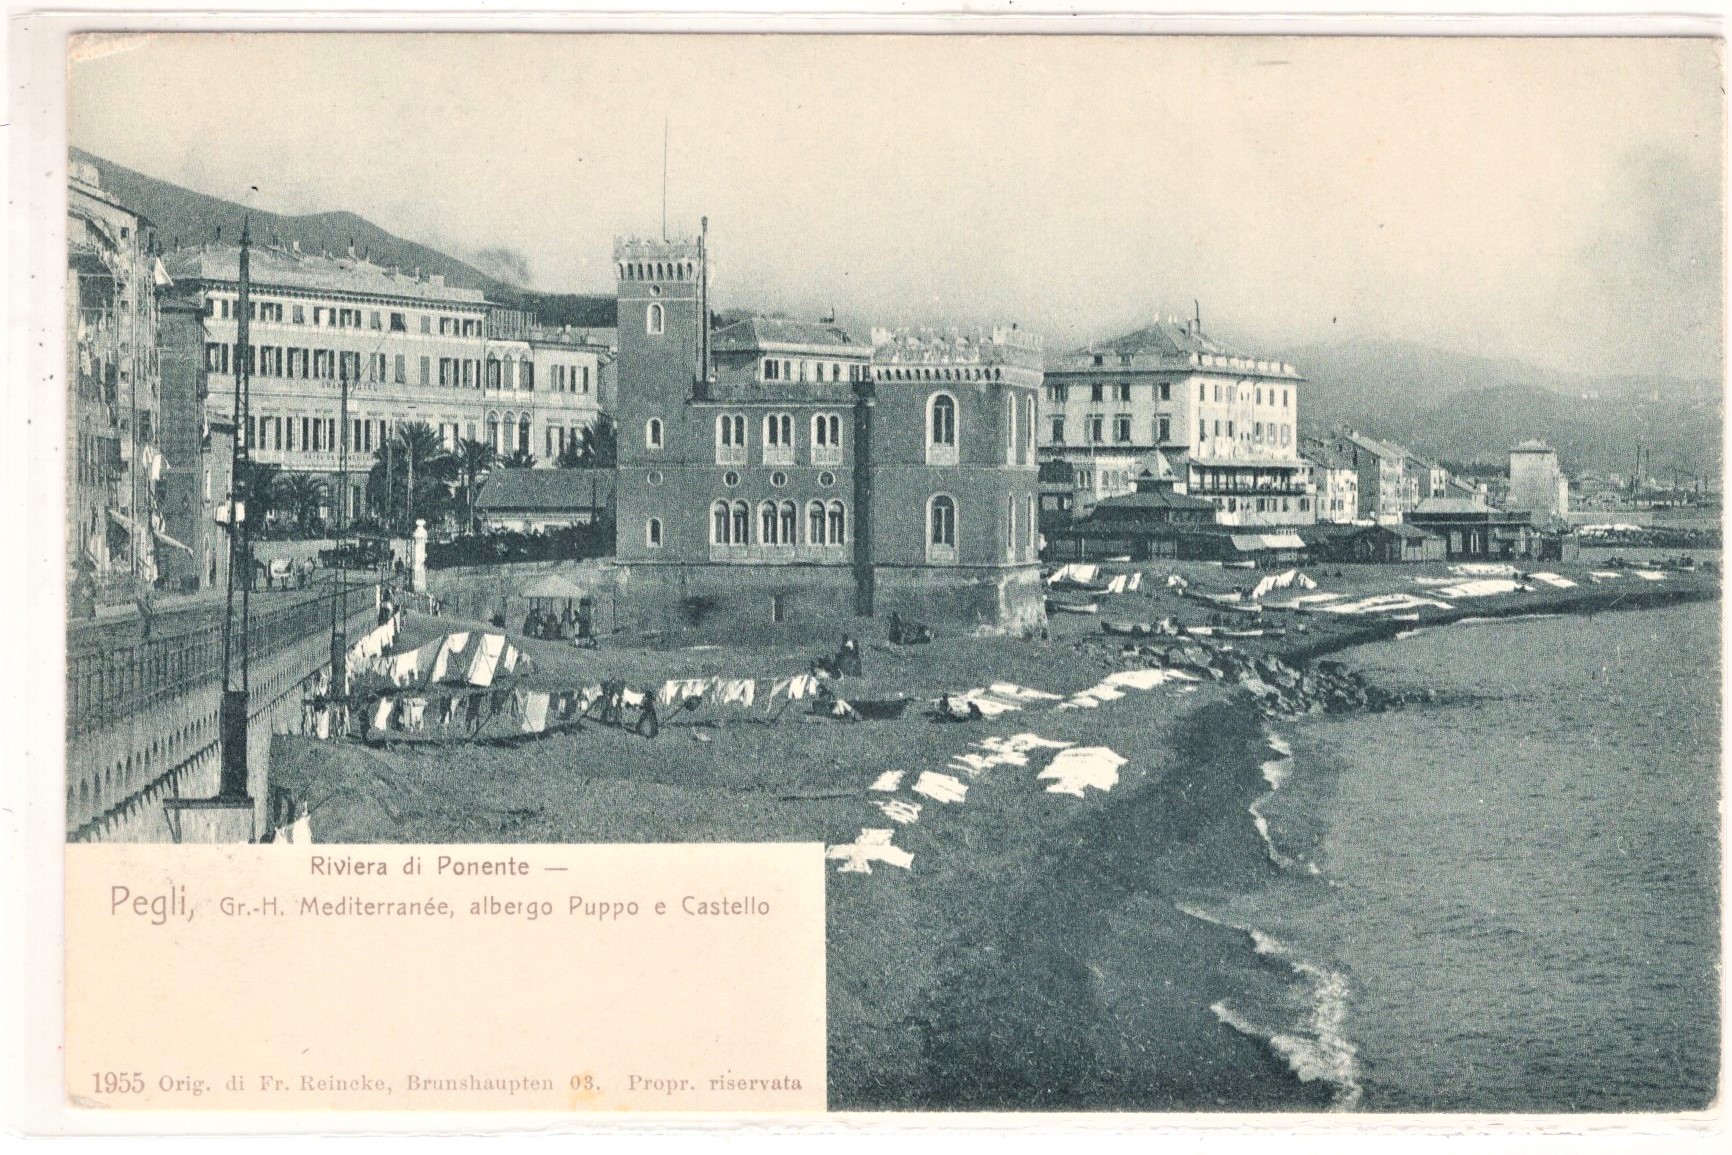 Riviera di Ponente —
Pegli, Gr.-H. Mediterranée, albergo Puppo e Castello
1955 Orig. di Fr. Reincke, Brunshaupten 03. Propr. riservata